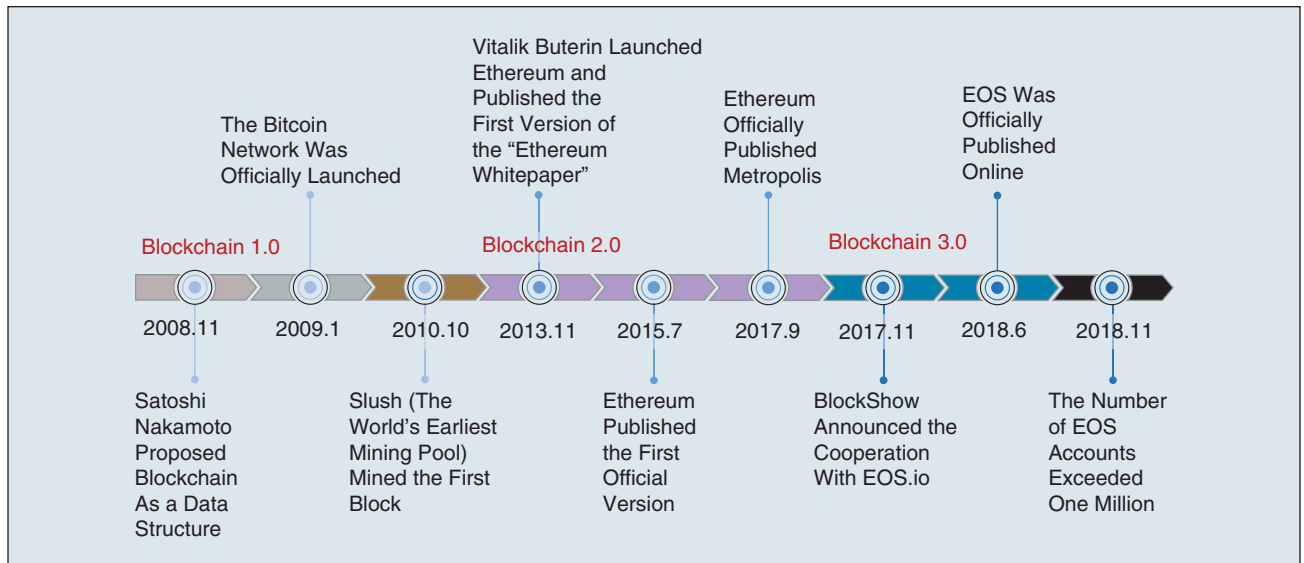 Vitalik Buterin Launched
Ethereum and
Published the
First Version of
the “Ethereum
Whitepaper”
The Bitcoin
Network Was
Officially Launched
Ethereum
Officially
Published
Metropolis
EOS Was
Officially
Published
Online
Blockchain 1.0
Blockchain 2.0
Blockchain 3.0
2008.11
2009.1
2010.10
2013.11
2015.7
2017.9
2017.11
2018.6
2018.11
Satoshi
Nakamoto
Proposed
Blockchain
As a Data
Structure
Slush (The
World’s Earliest
Mining Pool)
Mined the First
Block
Ethereum
Published
the First
Official
Version
BlockShow
Announced the
Cooperation
With EOS.io
The Number
of EOS
Accounts
Exceeded
One Million